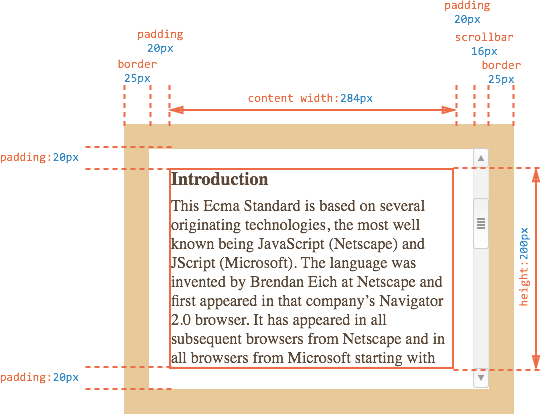 padding
20px
padding
20px
scrollbar
16px
border
25px
border
25px
content width:284px
padding:20px
Introduction
This Ecma Standard is based on several
originating technologies, the most well
known being JavaScript (Netscape) and
JScript (Microsoft). The language was
invented by Brendan Eich at Netscape and
first appeared in that company’s Navigator
2.0 browser. It has appeared in all
subsequent browsers from Netscape and in
all browsers from Microsoft starting with
height:200px
padding:20px